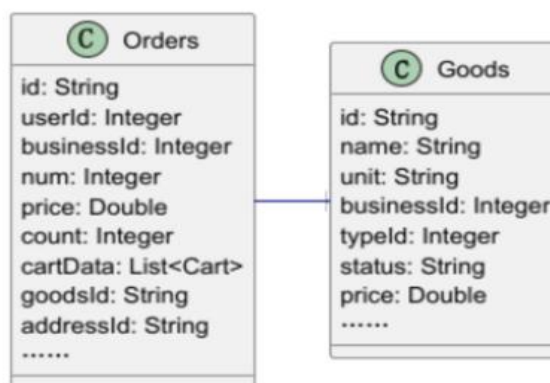 C Orders
id: String
userId: Integer
businessId: Integer
num: Integer
price: Double
count: Integer
cartData: List<Cart>
goodsId: String
addressId: String
......
C Goods
id: String
name: String
unit: String
businessId: Integer
typeId: Integer
status: String
price: Double
......